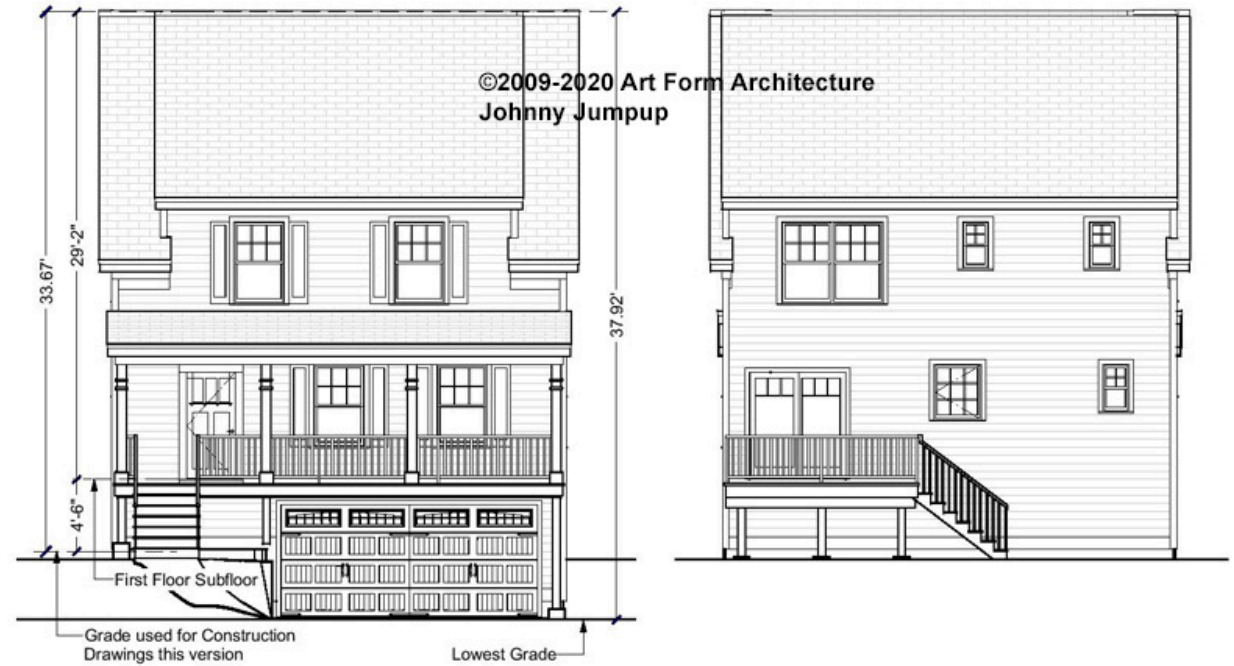 ©2009-2020 Art Form Architecture
Johnny Jumpup
33.67'
29'-2"
37.92'
4'-6"
First Floor Subfloor
Grade used for Construction
Drawings this version
Lowest Grade